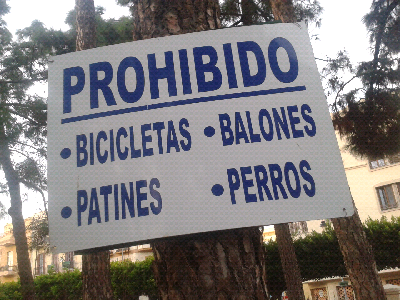 PROHIBIDO
• BICICLETAS • BALONES
• PATINES • PERROS